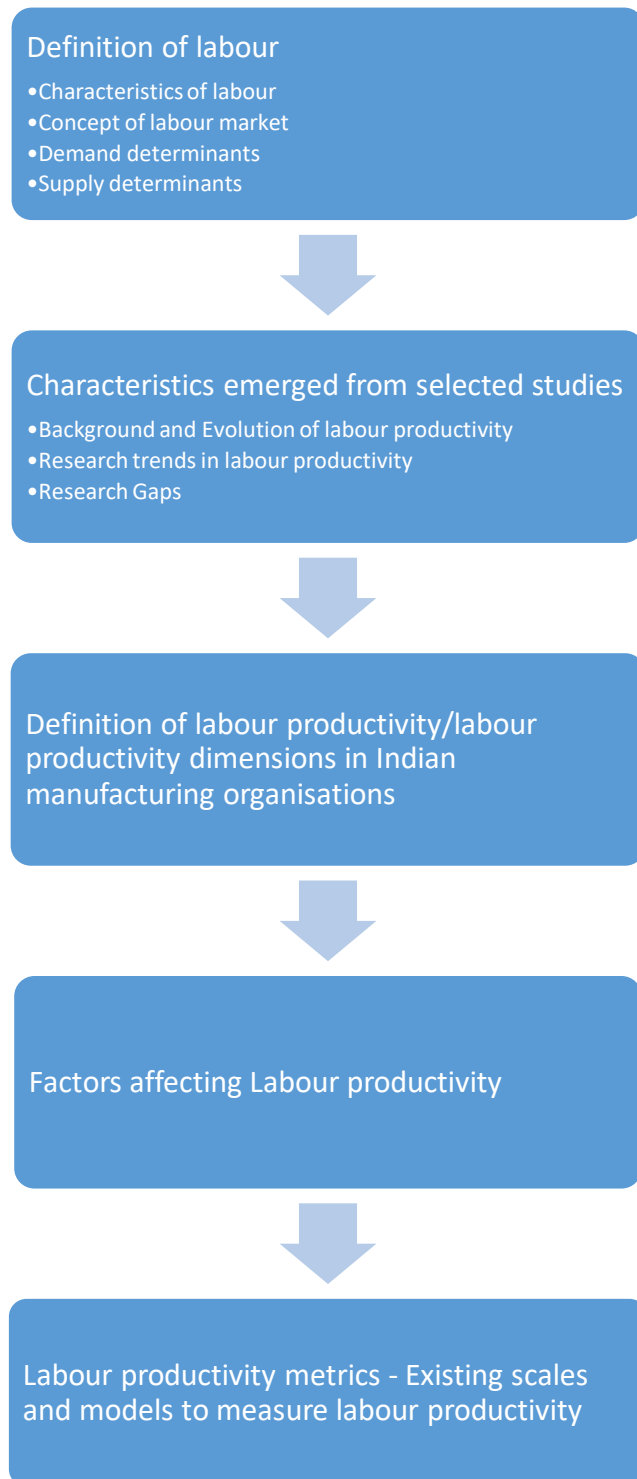 Definition of labour
•Characteristics of labour
•Concept of labour market
•Demand determinants
•Supply determinants
Characteristics emerged from selected studies
•Background and Evolution of labour productivity
•Research trends in labour productivity
•Research Gaps
Definition of labour productivity/labour
productivity dimensions in Indian
manufacturing organisations
Factors affecting Labour productivity
Labour productivity metrics - Existing scales
and models to measure labour productivity